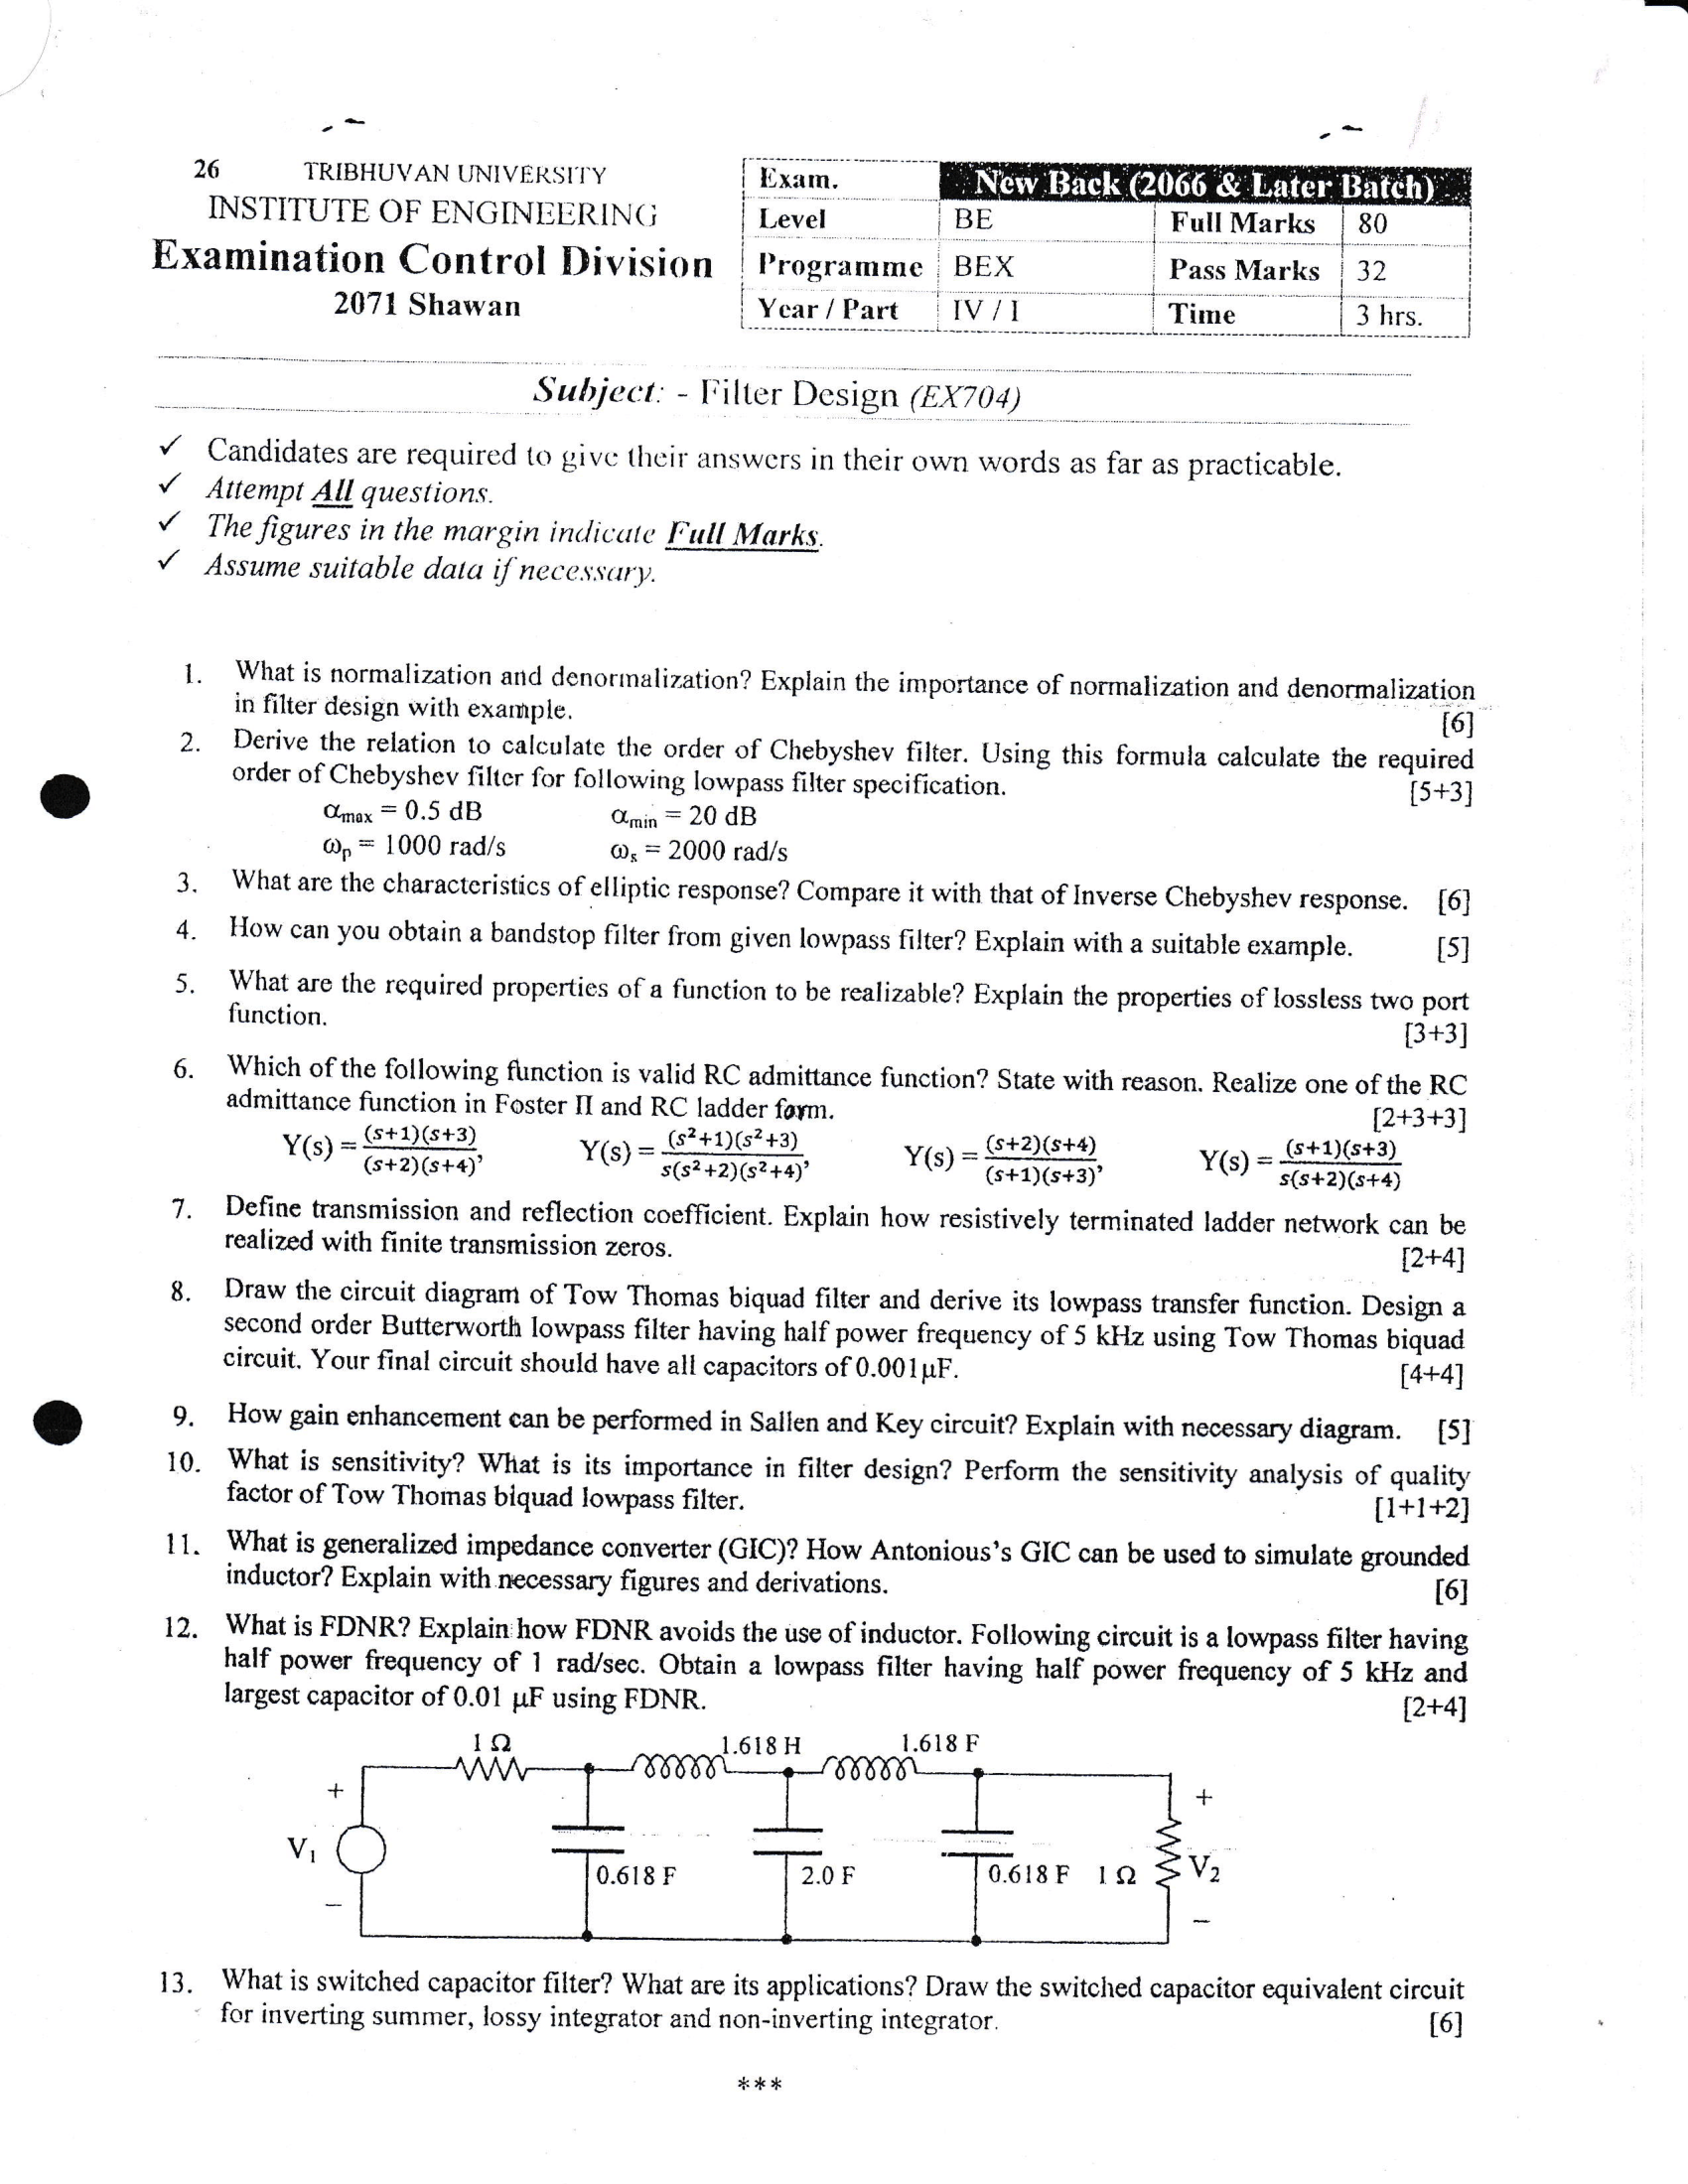 26 TRIBHUVAN UNIVERSITY
INSTITUTE OF ENGINEERING
Examination Control Division
2071 Shawan
Exam. New Back (2066 & Later Batch)
Level BE Full Marks 80
Programme BEX Pass Marks 32
Year / Part IV / I Time 3 hrs.
Subject: - Filter Design (EX704)
✓ Candidates are required to give their answers in their own words as far as practicable.
✓ Attempt All questions.
✓ The figures in the margin indicate Full Marks.
✓ Assume suitable data if necessary.
1. What is normalization and denormalization? Explain the importance of normalization and denormalization
in filter design with example. [6]
2. Derive the relation to calculate the order of Chebyshev filter. Using this formula calculate the required
order of Chebyshev filter for following lowpass filter specification. [5+3]
αmax = 0.5 dB αmin = 20 dB
ωp = 1000 rad/s ωs = 2000 rad/s
3. What are the characteristics of elliptic response? Compare it with that of Inverse Chebyshev response. [6]
4. How can you obtain a bandstop filter from given lowpass filter? Explain with a suitable example. [5]
5. What are the required properties of a function to be realizable? Explain the properties of lossless two port
function. [3+3]
6. Which of the following function is valid RC admittance function? State with reason. Realize one of the RC
admittance function in Foster II and RC ladder form. [2+3+3]
Y(s) = (s+1)(s+3)/(s+2)(s+4), Y(s) = (s²+1)(s²+3)/s(s²+2)(s²+4), Y(s) = (s+2)(s+4)/(s+1)(s+3), Y(s) = (s+1)(s+3)/s(s+2)(s+4)
7. Define transmission and reflection coefficient. Explain how resistively terminated ladder network can be
realized with finite transmission zeros. [2+4]
8. Draw the circuit diagram of Tow Thomas biquad filter and derive its lowpass transfer function. Design a
second order Butterworth lowpass filter having half power frequency of 5 kHz using Tow Thomas biquad
circuit. Your final circuit should have all capacitors of 0.001µF. [4+4]
9. How gain enhancement can be performed in Sallen and Key circuit? Explain with necessary diagram. [5]
10. What is sensitivity? What is its importance in filter design? Perform the sensitivity analysis of quality
factor of Tow Thomas biquad lowpass filter. [1+1+2]
11. What is generalized impedance converter (GIC)? How Antonious's GIC can be used to simulate grounded
inductor? Explain with necessary figures and derivations. [6]
12. What is FDNR? Explain how FDNR avoids the use of inductor. Following circuit is a lowpass filter having
half power frequency of 1 rad/sec. Obtain a lowpass filter having half power frequency of 5 kHz and
largest capacitor of 0.01 µF using FDNR. [2+4]
1 Ω 1.618 H 1.618 F
+ +
V1 0.618 F 2.0 F 0.618 F 1 Ω V2
− −
13. What is switched capacitor filter? What are its applications? Draw the switched capacitor equivalent circuit
for inverting summer, lossy integrator and non-inverting integrator. [6]
***